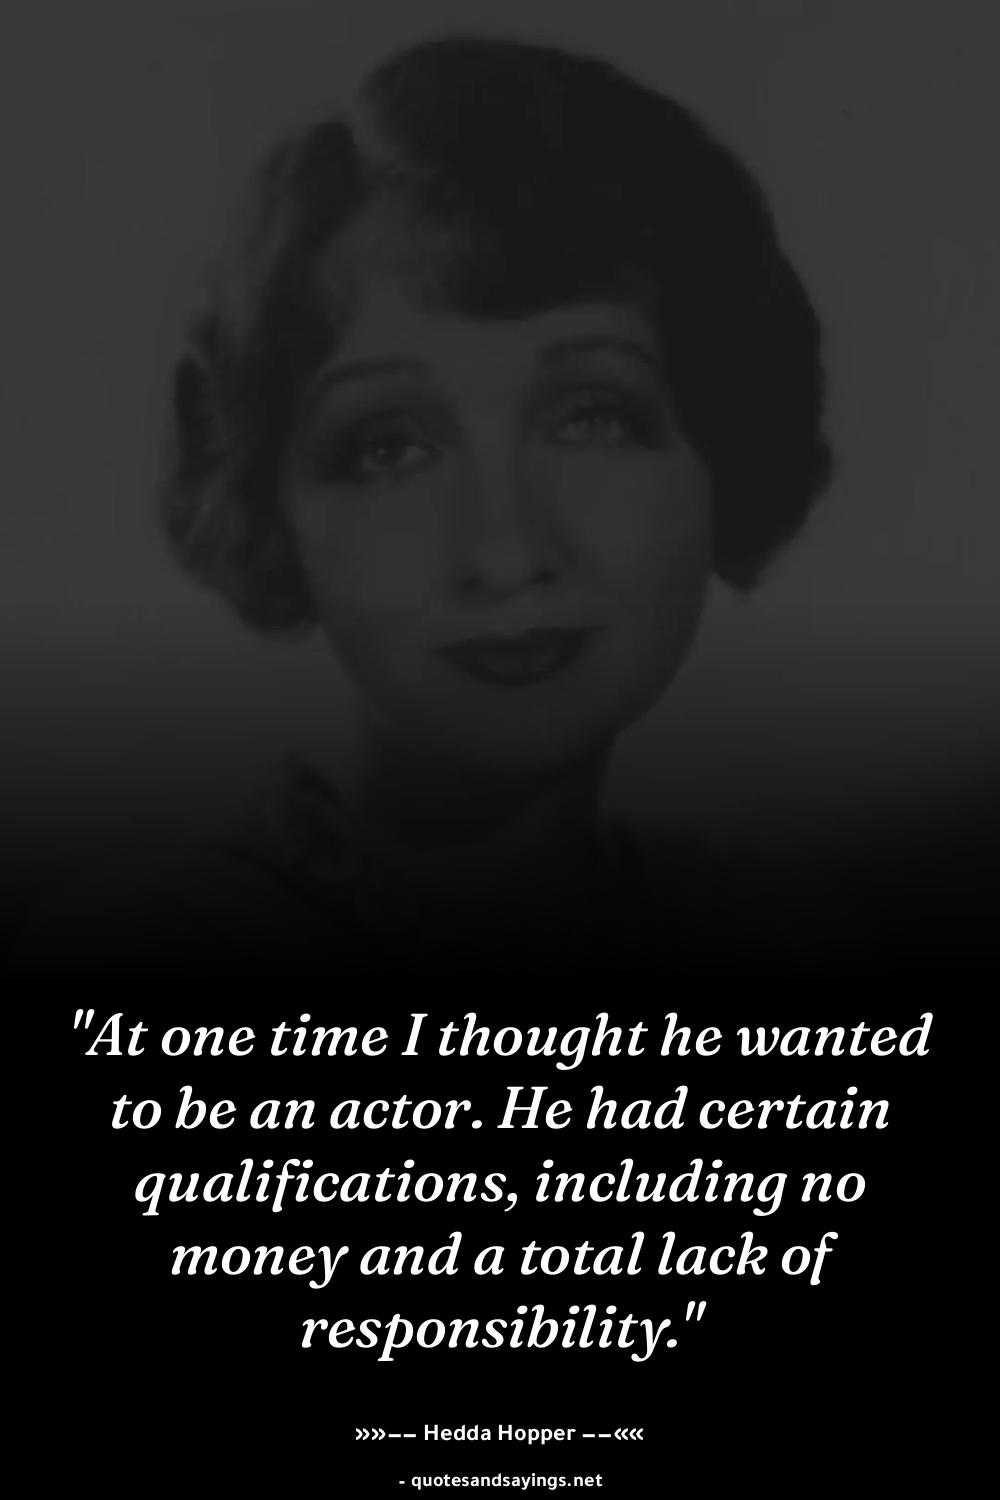 "At one time I thought he wanted
to be an actor. He had certain
qualifications, including no
money and a total lack of
responsibility."
»»–– Hedda Hopper ––««
- quotesandsayings.net